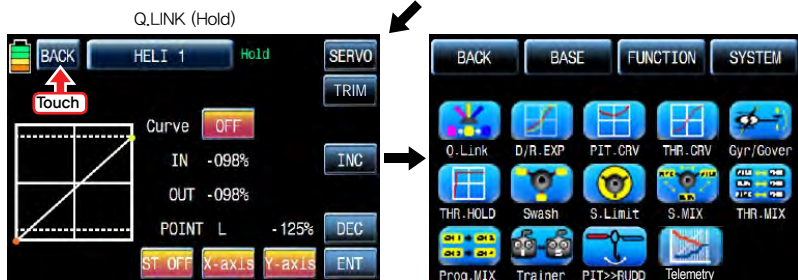 Q.LINK (Hold)
BACK HELI 1 Hold SERVO
Touch
TRIM
Curve OFF
IN -098% INC
OUT -098%
POINT L -125% DEC
ST OFF X-axis Y-axis ENT
BACK BASE FUNCTION SYSTEM
Q.Link D/R.EXP PIT.CRV THR.CRV Gyr/Gover
THR.HOLD Swash S.Limit S.MIX THR.MIX
Prog.MIX Trainer PIT>>RUDD Telemetry